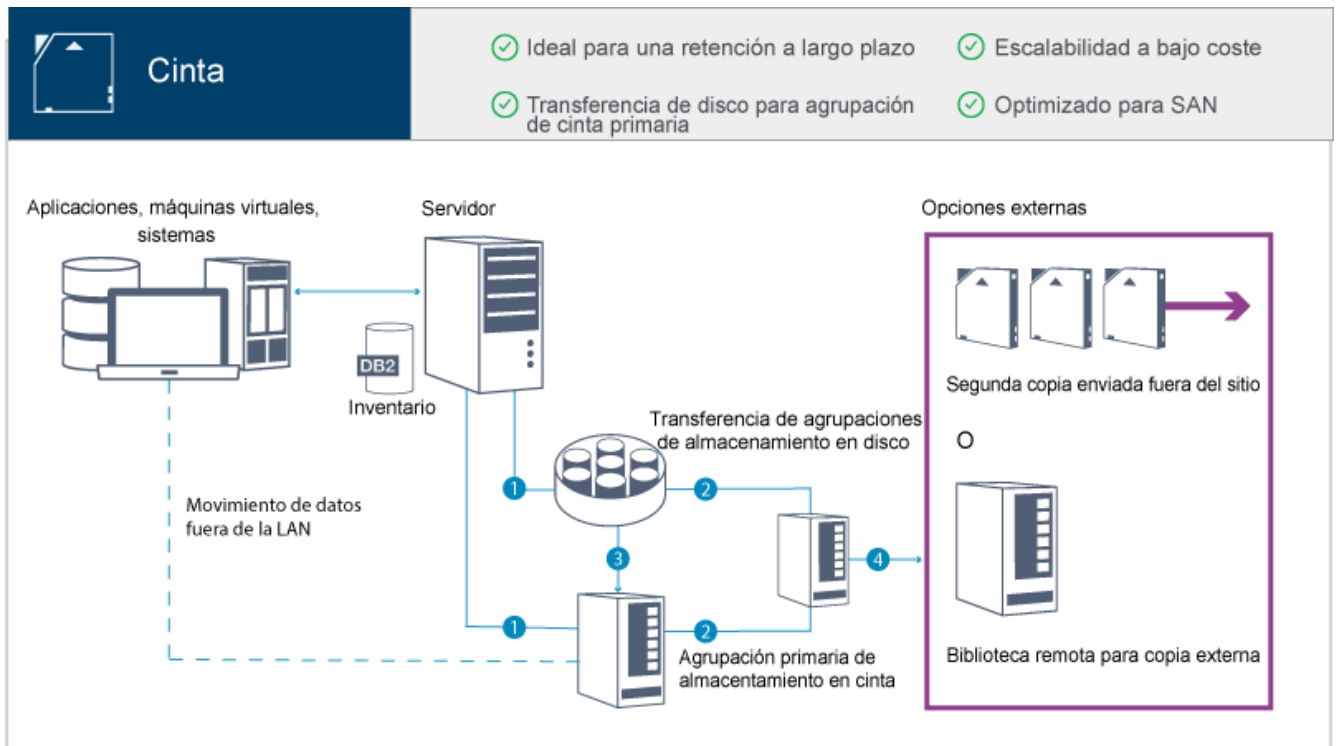 Cinta
Ideal para una retención a largo plazo
Escalabilidad a bajo coste
Transferencia de disco para agrupación
de cinta primaria
Optimizado para SAN
Aplicaciones, máquinas virtuales,
sistemas
Servidor
Opciones externas
DB2
Inventario
Segunda copia enviada fuera del sitio
Transferencia de agrupaciones
de almacenamiento en disco
O
1
2
Movimiento de datos
fuera de la LAN
3
4
1
2
Agrupación primaria de
almacentamiento en cinta
Biblioteca remota para copia externa